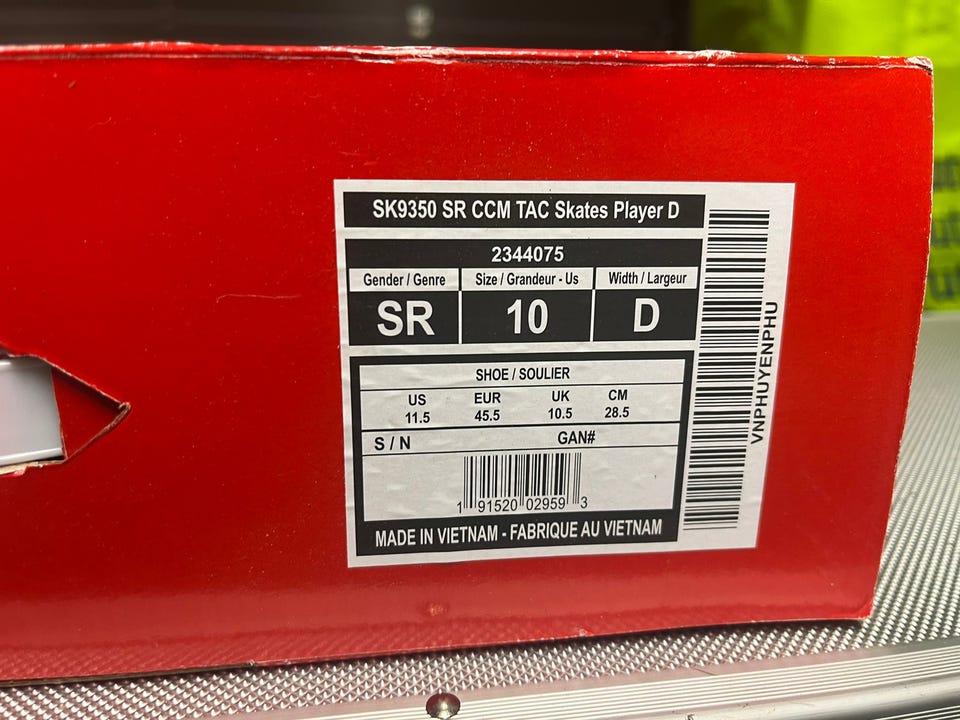 SK9350 SR CCM TAC Skates Player D
2344075
Gender / Genre Size / Grandeur - Us Width / Largeur
SR 10 D
SHOE / SOULIER
US EUR UK CM
11.5 45.5 10.5 28.5
S / N GAN#
1 91520 02959 3
MADE IN VIETNAM - FABRIQUE AU VIETNAM
VNPHUYENPHU